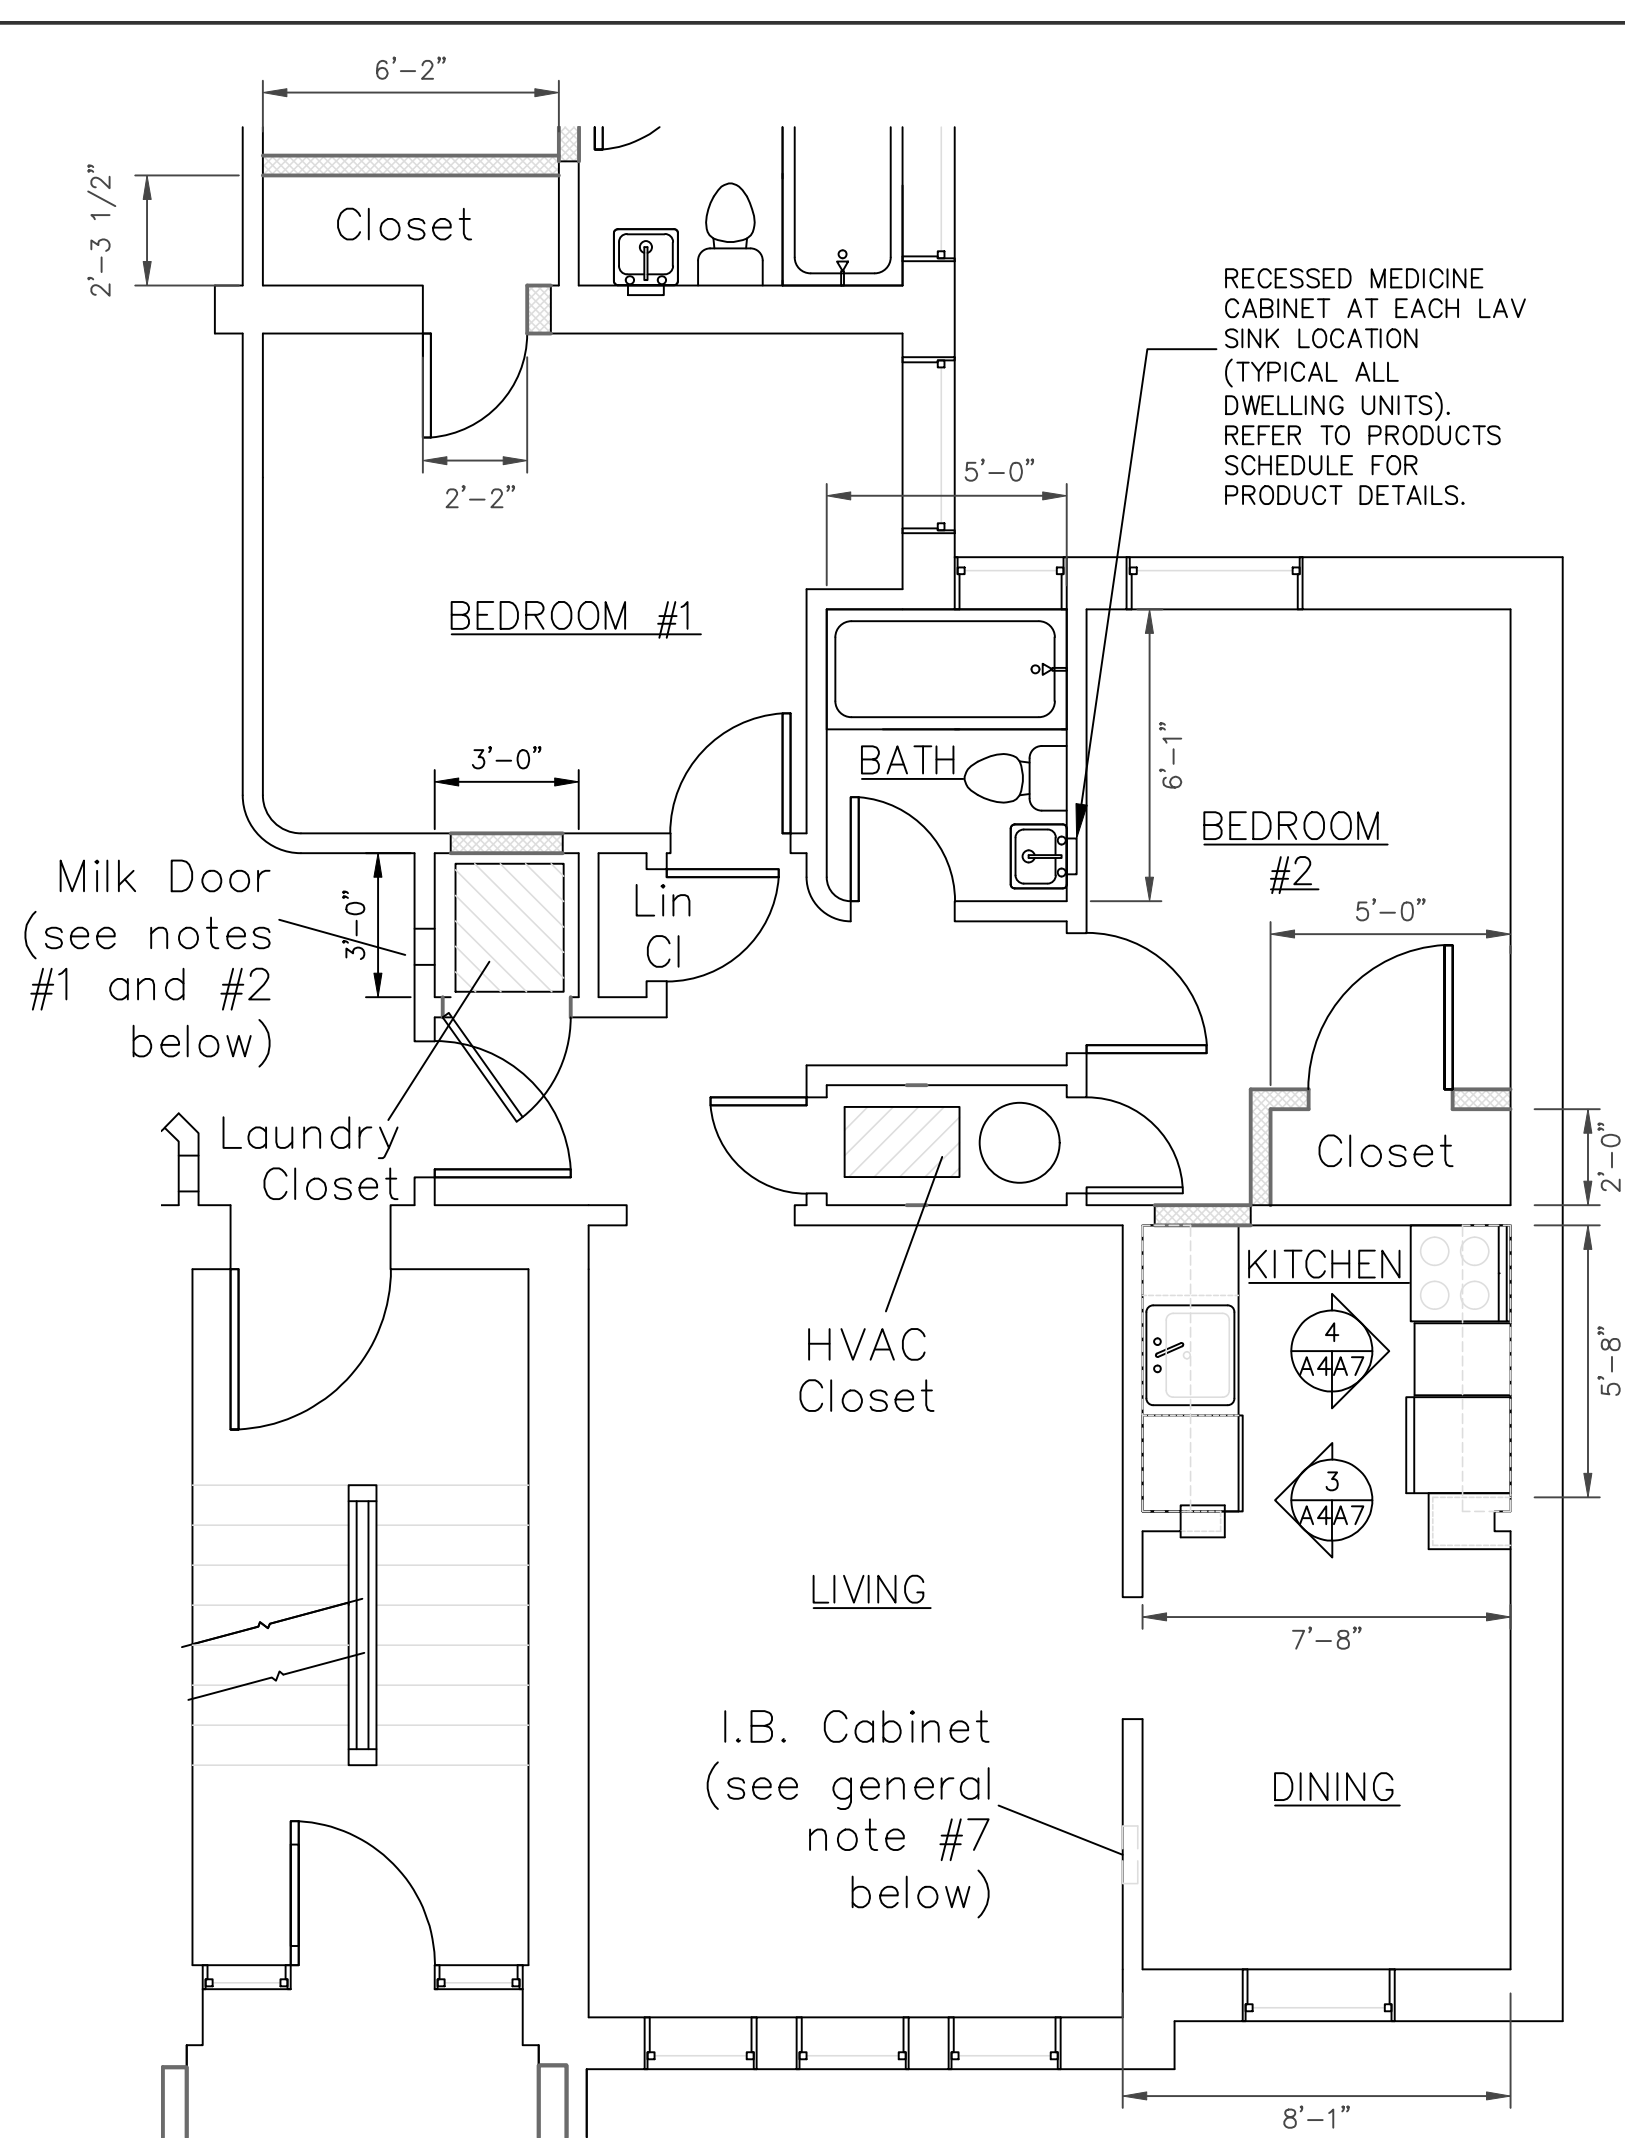 6'-2"
2'-3 1/2"
Closet
RECESSED MEDICINE
CABINET AT EACH LAV
SINK LOCATION
(TYPICAL ALL
DWELLING UNITS).
REFER TO PRODUCTS
SCHEDULE FOR
PRODUCT DETAILS.
5'-0"
2'-2"
BEDROOM #1
3'-0"
BATH
6'-1"
BEDROOM
#2
Milk Door
(see notes
#1 and #2
below)
3'-0"
Lin
Cl
5'-0"
Laundry
Closet
Closet
2'-0"
KITCHEN
HVAC
Closet
4
A4 A7
5'-8"
3
A4 A7
LIVING
7'-8"
I.B. Cabinet
(see general
note #7
below)
DINING
8'-1"